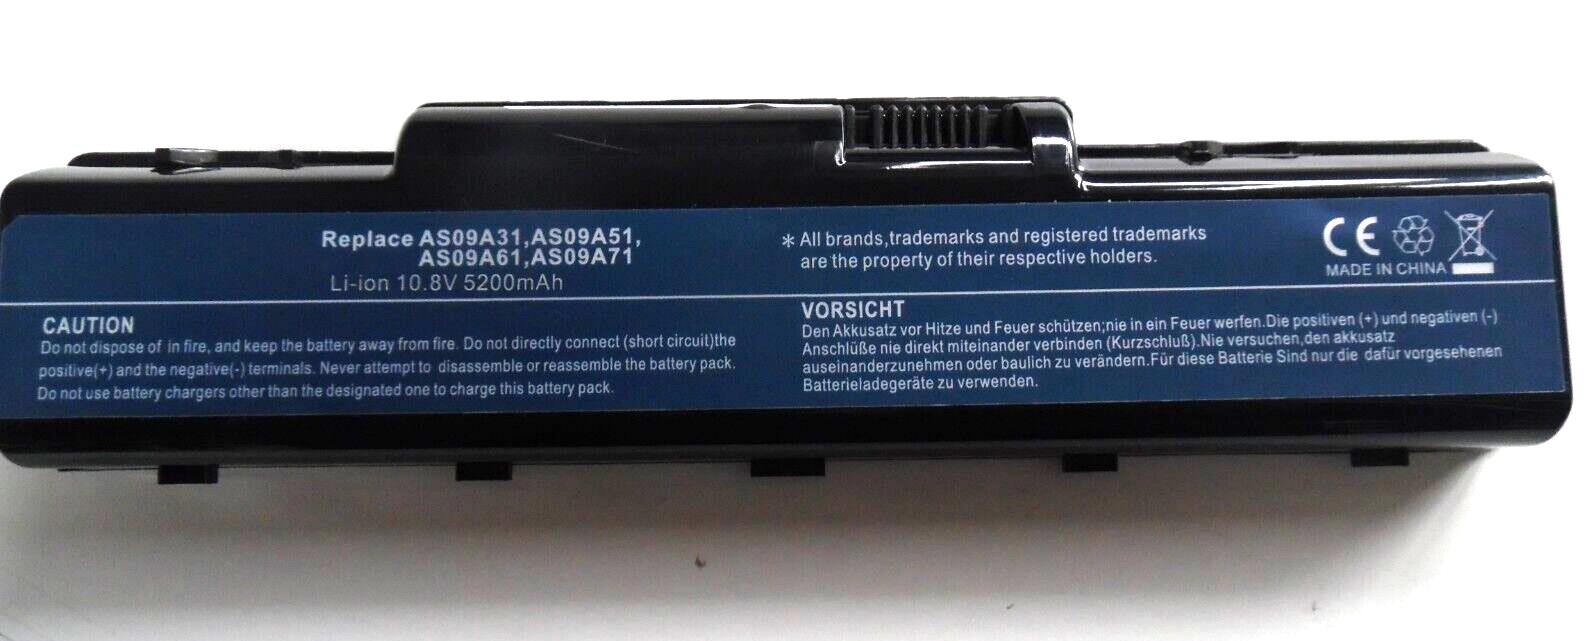 Replace AS09A31,AS09A51,
AS09A61,AS09A71
Li-ion 10.8V 5200mAh
* All brands,trademarks and registered trademarks
are the property of their respective holders.
CE
MADE IN CHINA
CAUTION
Do not dispose of in fire, and keep the battery away from fire. Do not directly connect (short circuit)the
positive(+) and the negative(-) terminals. Never attempt to disassemble or reassemble the battery pack.
Do not use battery chargers other than the designated one to charge this battery pack.
VORSICHT
Den Akkusatz vor Hitze und Feuer schützen;nie in ein Feuer werfen.Die positiven (+) und negativen (-)
Anschlüße nie direkt miteinander verbinden (Kurzschluß).Nie versuchen,den akkusatz
auseinanderzunehmen oder baulich zu verändern.Für diese Batterie Sind nur die dafür vorgesehenen
Batterieladegeräte zu verwenden.